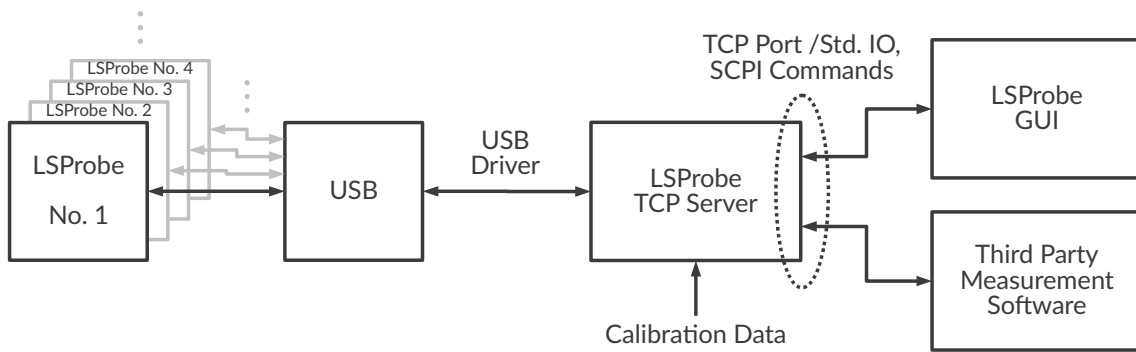 LSProbe No. 4
LSProbe No. 3
LSProbe No. 2
LSProbe
No. 1
USB
USB
Driver
LSProbe
TCP Server
Calibration Data
TCP Port /Std. IO,
SCPI Commands
LSProbe
GUI
Third Party
Measurement
Software